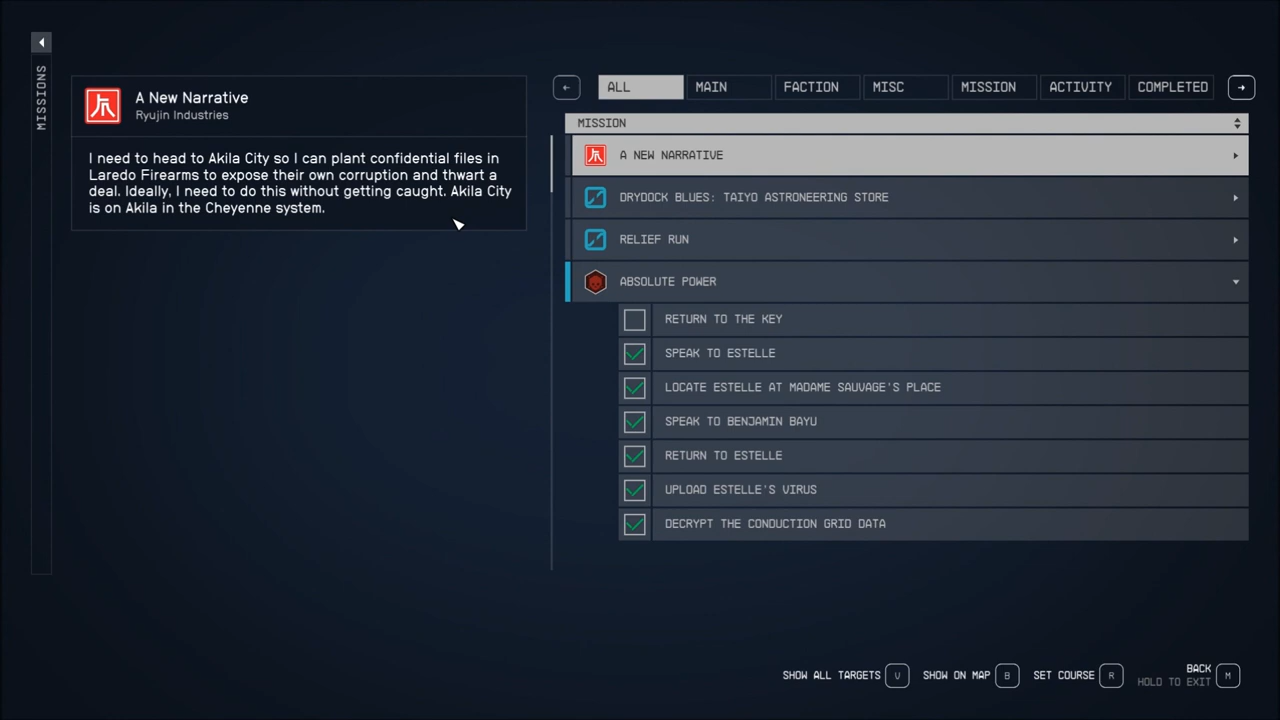 MISSIONS
A New Narrative
Ryujin Industries
I need to head to Akila City so I can plant confidential files in
Laredo Firearms to expose their own corruption and thwart a
deal. Ideally, I need to do this without getting caught. Akila City
is on Akila in the Cheyenne system.
ALL MAIN FACTION MISC MISSION ACTIVITY COMPLETED
MISSION
A NEW NARRATIVE
DRYDOCK BLUES: TAIYO ASTRONEERING STORE
RELIEF RUN
ABSOLUTE POWER
RETURN TO THE KEY
SPEAK TO ESTELLE
LOCATE ESTELLE AT MADAME SAUVAGE'S PLACE
SPEAK TO BENJAMIN BAYU
RETURN TO ESTELLE
UPLOAD ESTELLE'S VIRUS
DECRYPT THE CONDUCTION GRID DATA
SHOW ALL TARGETS V SHOW ON MAP B SET COURSE R BACK M
HOLD TO EXIT